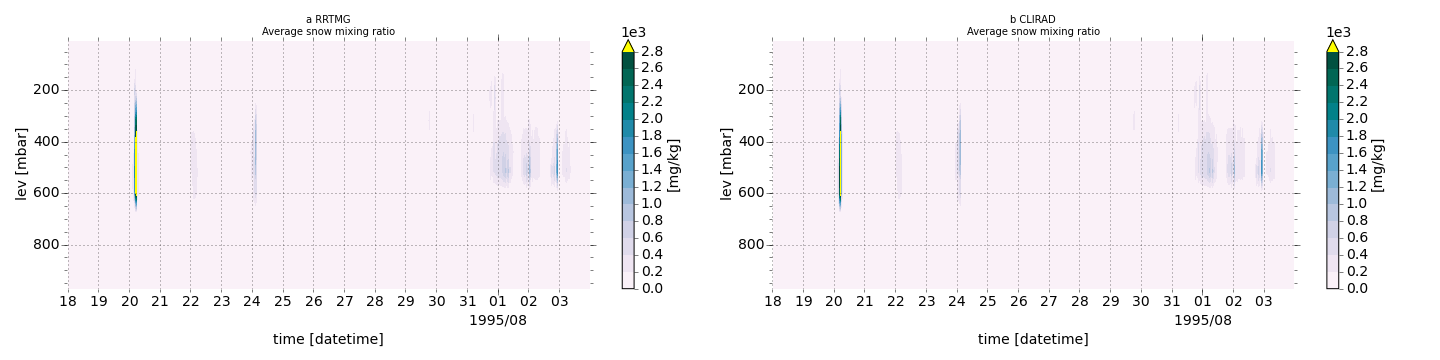 a RRTMG
Average snow mixing ratio
1e3
2.8
2.6
2.4
2.2
2.0
1.8
1.6
1.4
1.2
1.0
0.8
0.6
0.4
0.2
0.0
[mg/kg]
lev [mbar]
200
400
600
800
18 19 20 21 22 23 24 25 26 27 28 29 30 31 01 02 03
1995/08
time [datetime]
b CLIRAD
Average snow mixing ratio
1e3
2.8
2.6
2.4
2.2
2.0
1.8
1.6
1.4
1.2
1.0
0.8
0.6
0.4
0.2
0.0
[mg/kg]
lev [mbar]
200
400
600
800
18 19 20 21 22 23 24 25 26 27 28 29 30 31 01 02 03
1995/08
time [datetime]